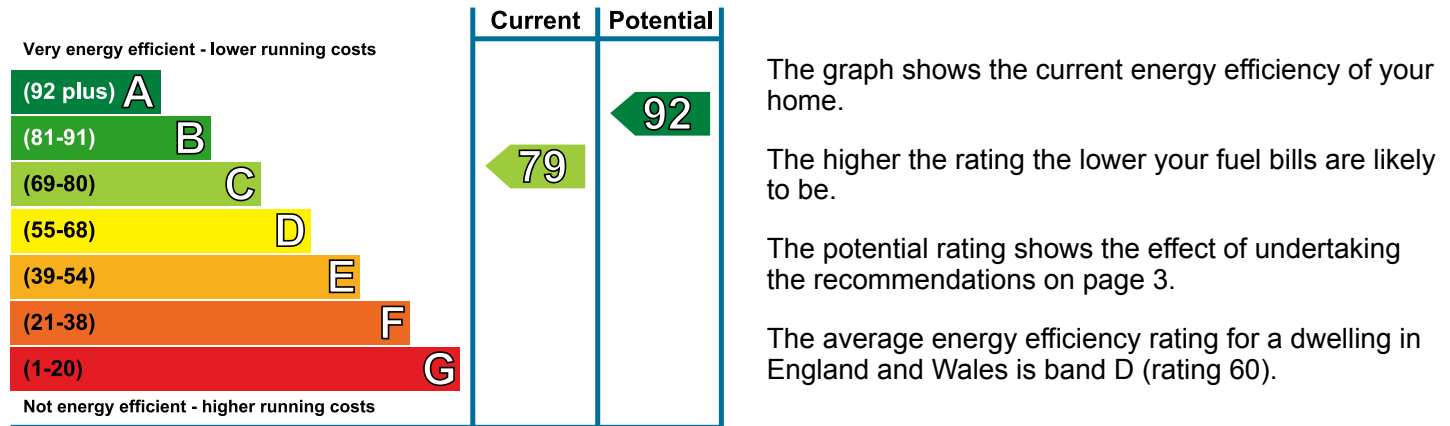 Current Potential
Very energy efficient - lower running costs
(92 plus) A
(81-91) B
(69-80) C
(55-68) D
(39-54) E
(21-38) F
(1-20) G
Not energy efficient - higher running costs
79
92
The graph shows the current energy efficiency of your
home.
The higher the rating the lower your fuel bills are likely
to be.
The potential rating shows the effect of undertaking
the recommendations on page 3.
The average energy efficiency rating for a dwelling in
England and Wales is band D (rating 60).